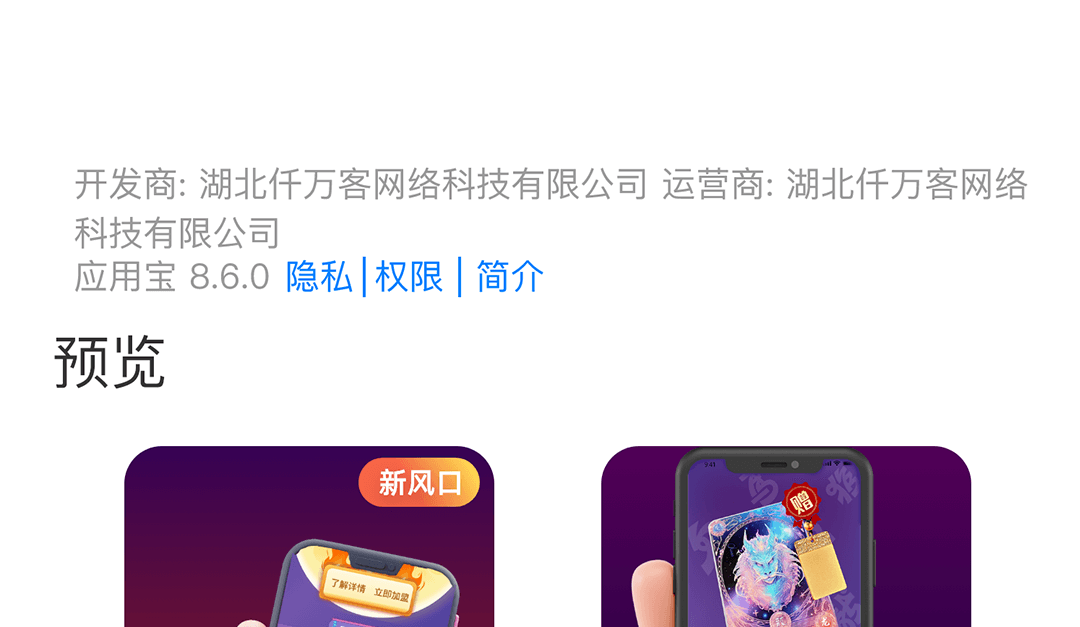 开发商: 湖北仟万客网络科技有限公司 运营商: 湖北仟万客网络
科技有限公司
应用宝 8.6.0 隐私|权限 | 简介
预览
新风口
9:41
赠
了解详情 立即加盟